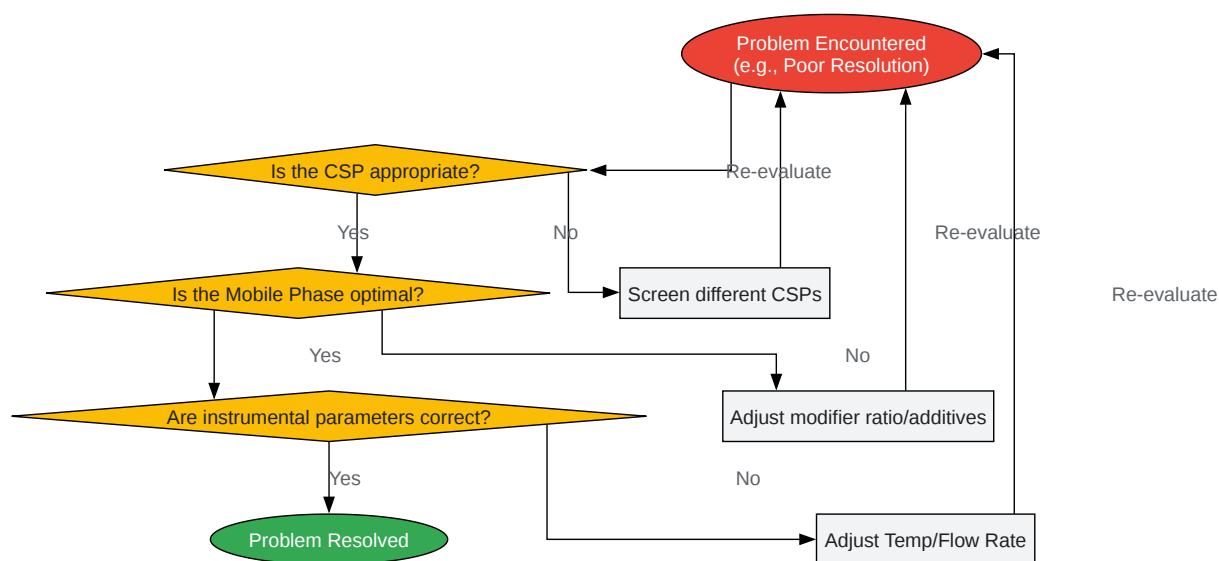 Problem Encountered
(e.g., Poor Resolution)
Is the CSP appropriate?
Re-evaluate
Yes
No
Re-evaluate
Is the Mobile Phase optimal?
Screen different CSPs
Re-evaluate
Yes
No
Are instrumental parameters correct?
Adjust modifier ratio/additives
Yes
No
Problem Resolved
Adjust Temp/Flow Rate